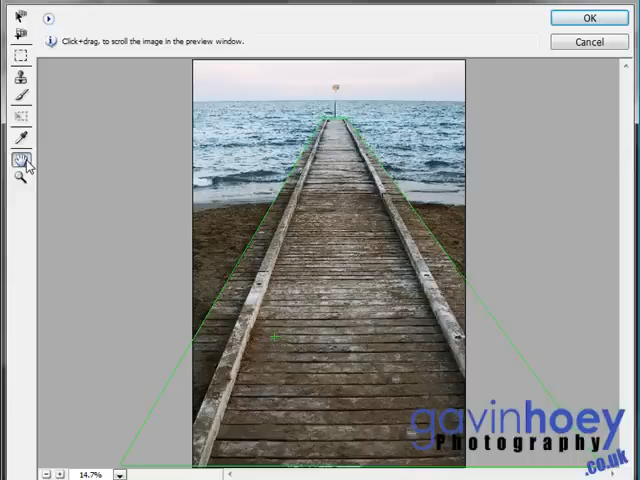 OK
Click+drag, to scroll the image in the preview window.
Cancel
gavinhoey
Photography
.co.uk
14.7%